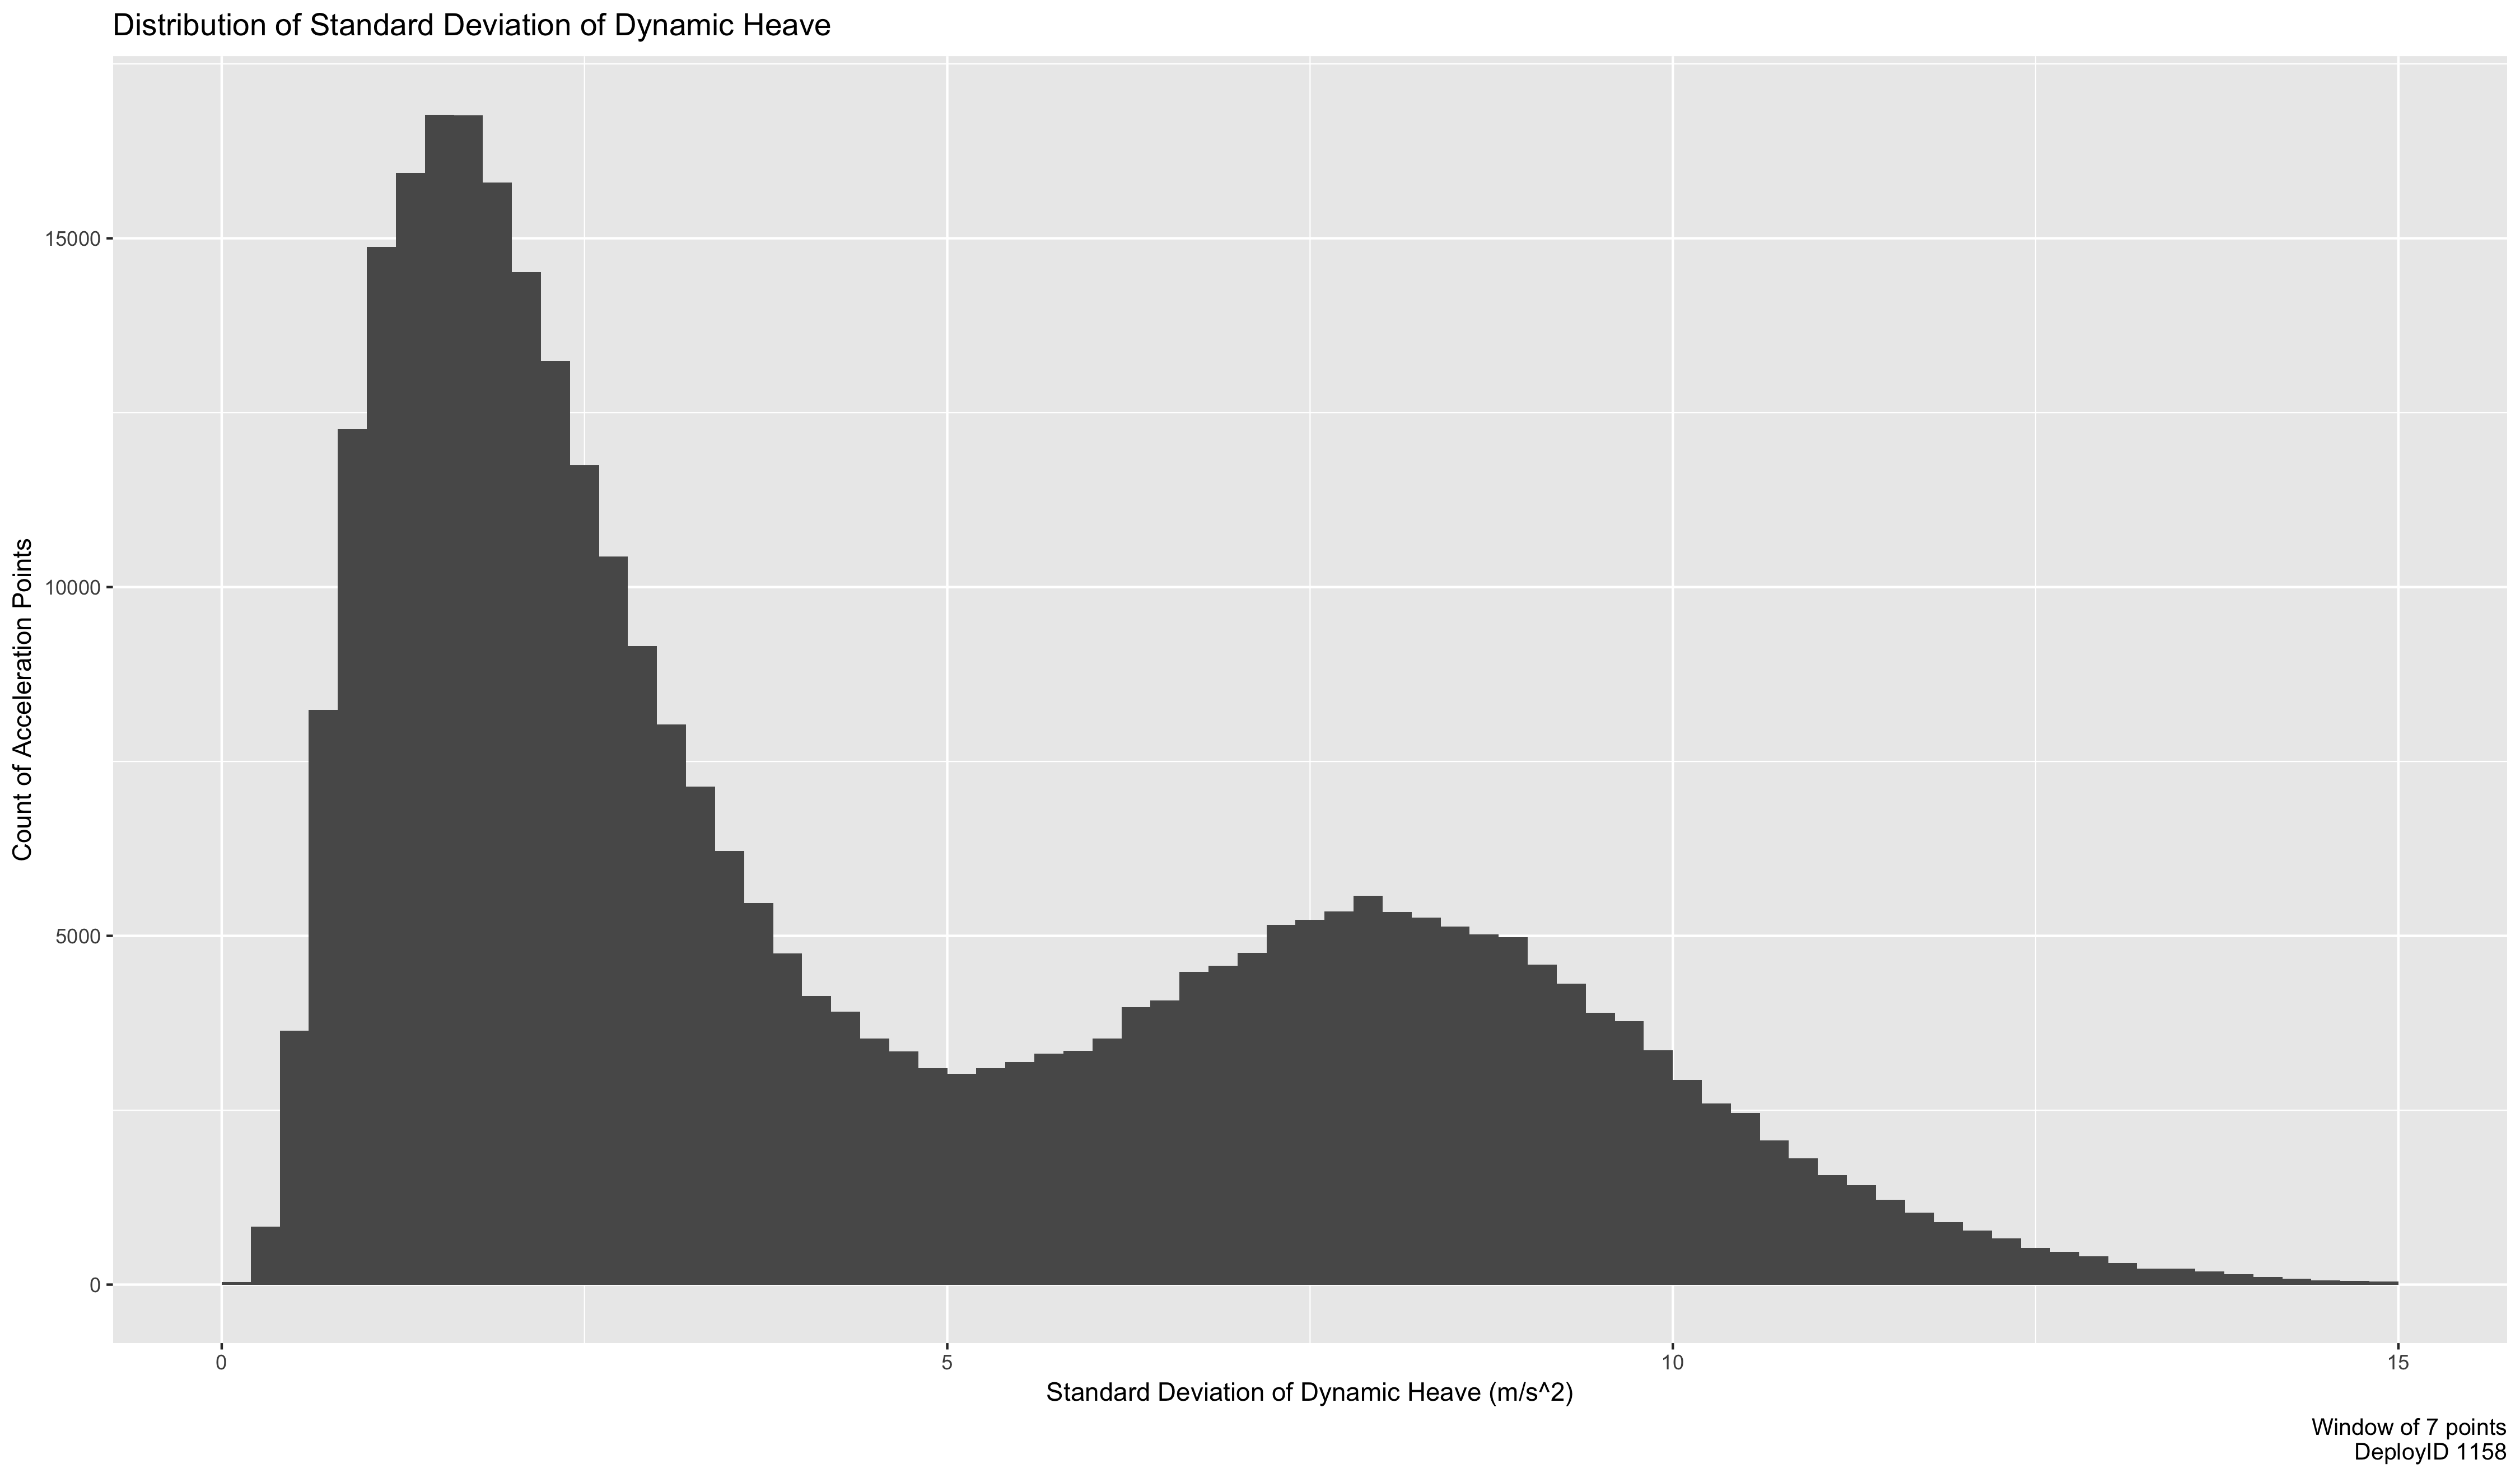 Distribution of Standard Deviation of Dynamic Heave
Count of Acceleration Points
15000
10000
5000
0
0
5
10
15
Standard Deviation of Dynamic Heave (m/s^2)
Window of 7 points
DeployID 1158